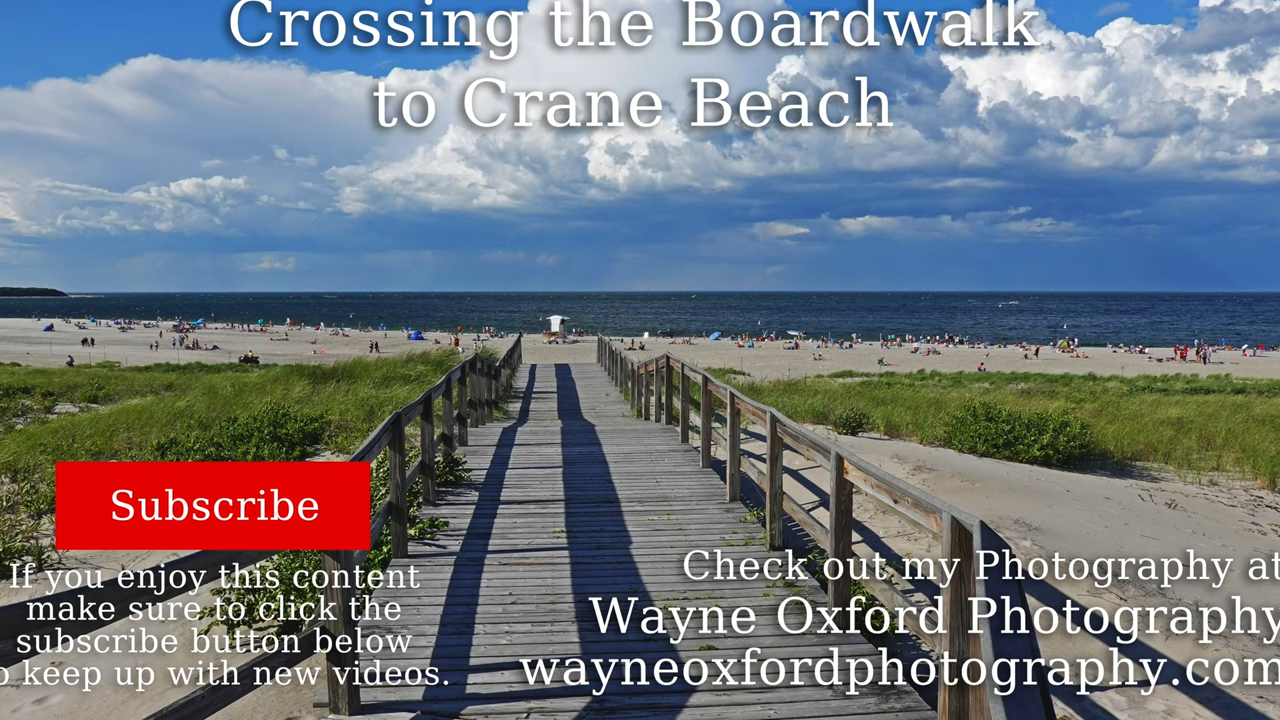 Crossing the Boardwalk
to Crane Beach
Subscribe
If you enjoy this content
make sure to click the
subscribe button below
o keep up with new videos.
Check out my Photography at
Wayne Oxford Photography
wayneoxfordphotography.com